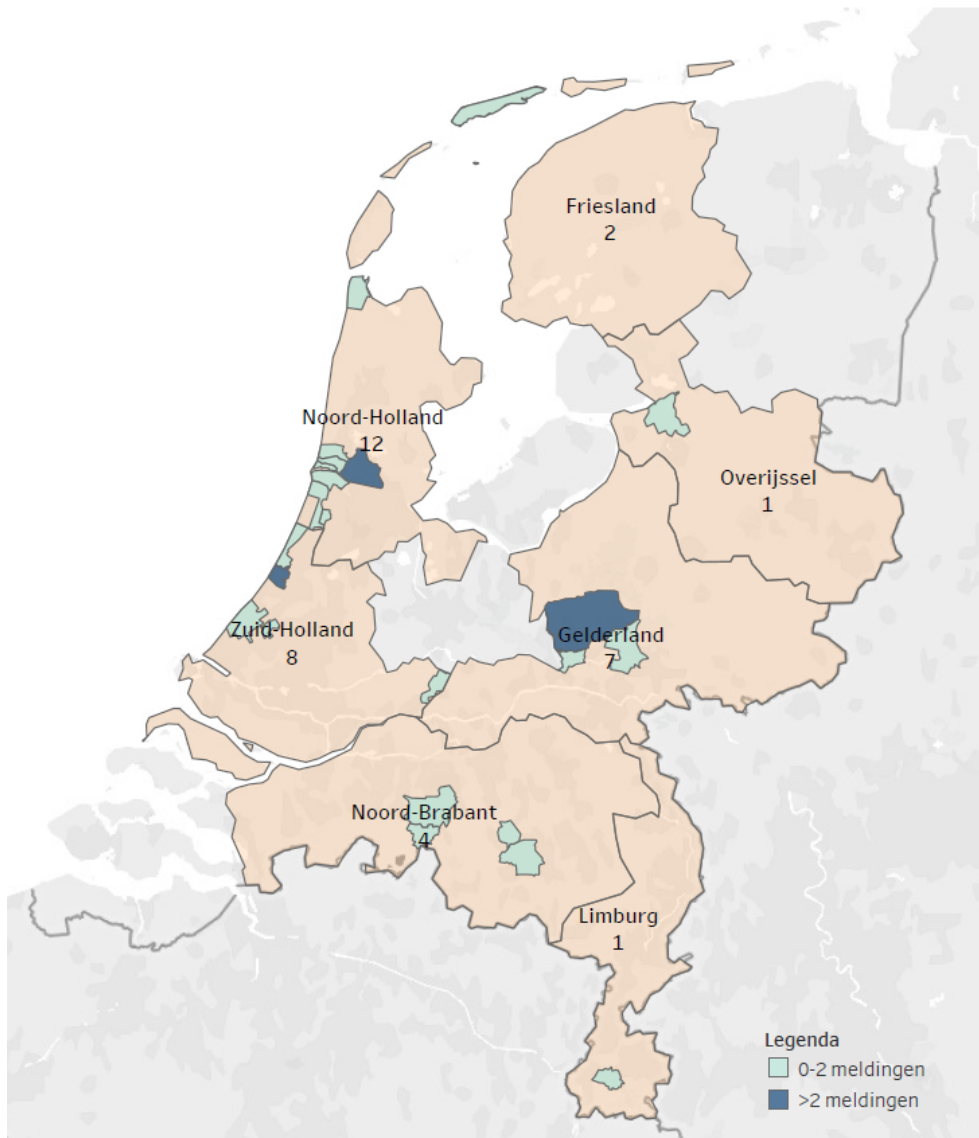 Friesland
2
Noord-Holland
12
Overijssel
1
Zuid-Holland
8
Gelderland
7
Noord-Brabant
4
Limburg
1
Legenda
0-2 meldingen
>2 meldingen